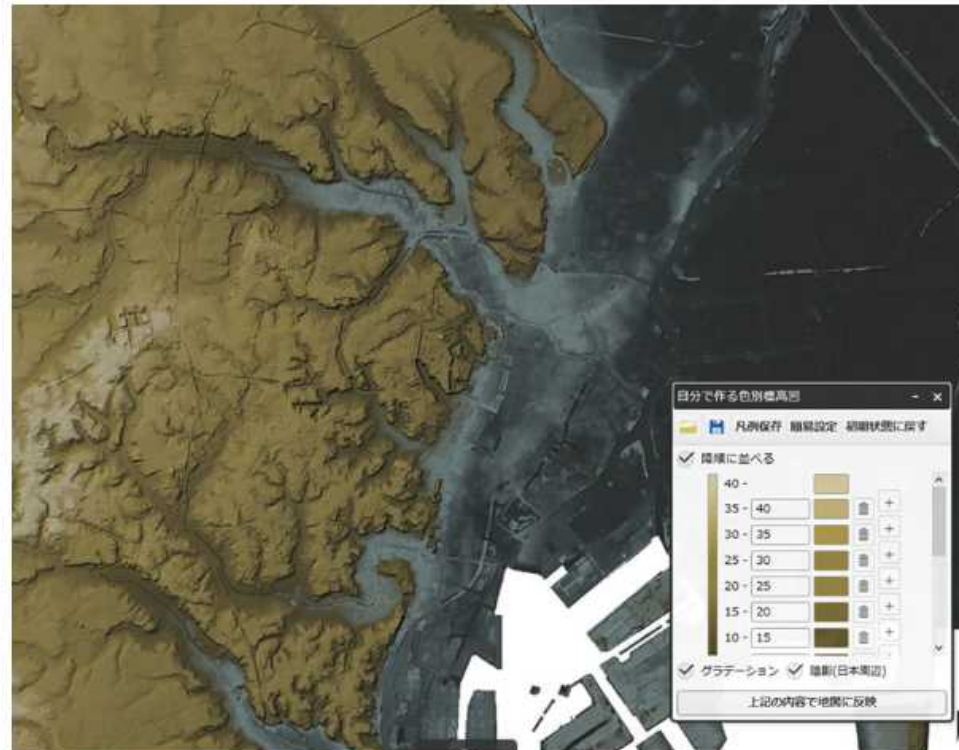 自分で作る色別標高図 - ×
凡例保存 簡易設定 初期状態に戻す
降順に並べる
40 -
35 - 40 +
30 - 35 +
25 - 30 +
20 - 25 +
15 - 20 +
10 - 15 +
グラデーション 陰影(日本周辺)
上記の内容で地図に反映